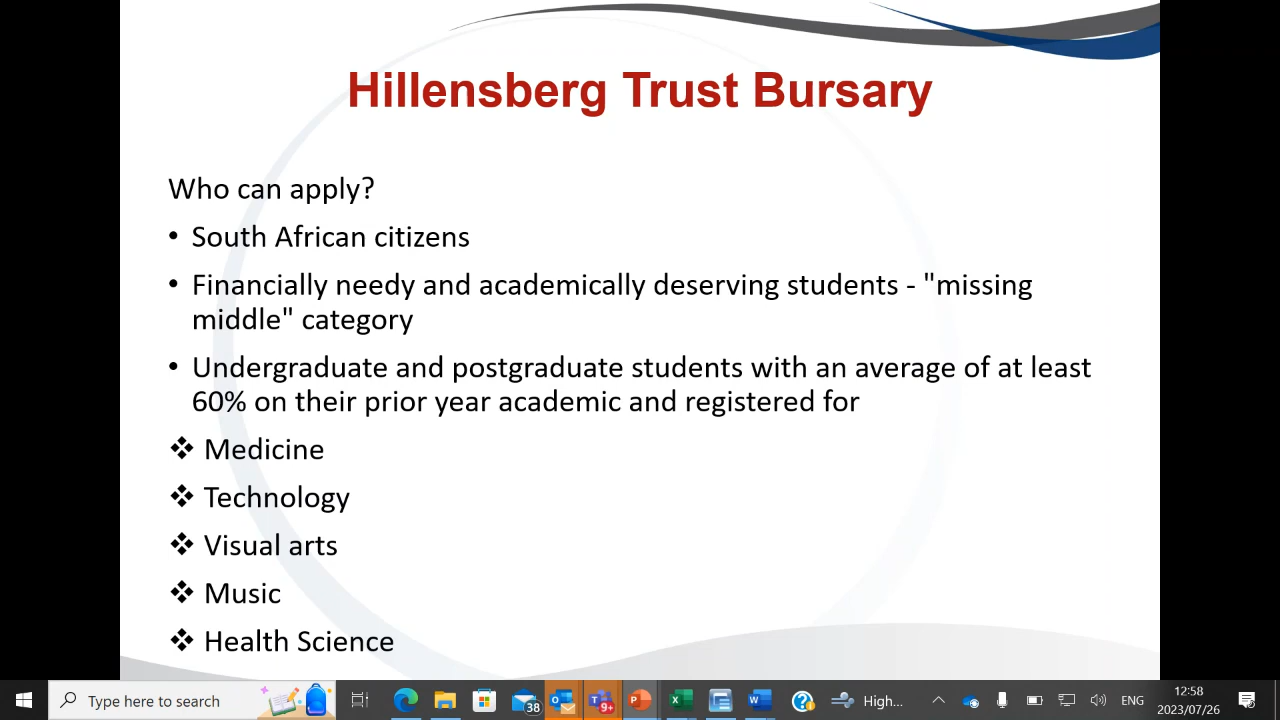 Hillensberg Trust Bursary
Who can apply?
• South African citizens
• Financially needy and academically deserving students - "missing
middle" category
• Undergraduate and postgraduate students with an average of at least
60% on their prior year academic and registered for
❖ Medicine
❖ Technology
❖ Visual arts
❖ Music
❖ Health Science
Type here to search
38
9+
High...
ENG
12:58
2023/07/26